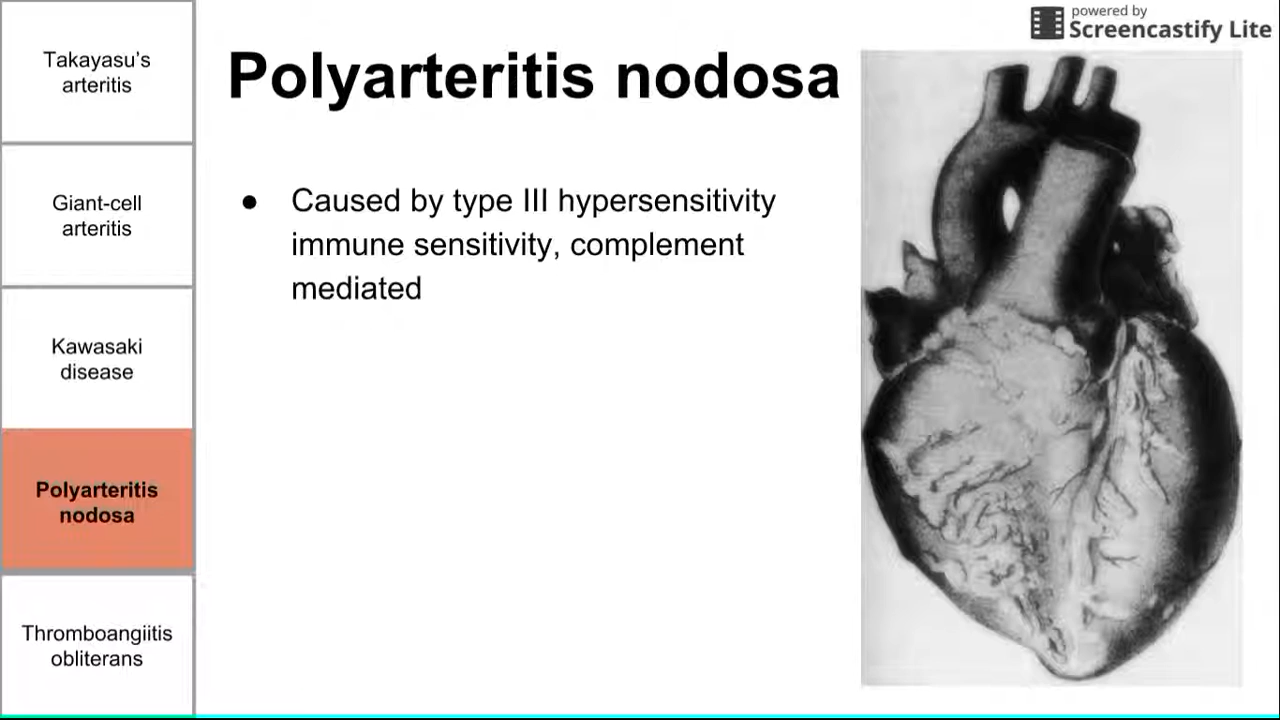 powered by
Screencastify Lite
Takayasu's
arteritis
Giant-cell
arteritis
Kawasaki
disease
Polyarteritis
nodosa
Thromboangiitis
obliterans
Polyarteritis nodosa
● Caused by type III hypersensitivity
immune sensitivity, complement
mediated